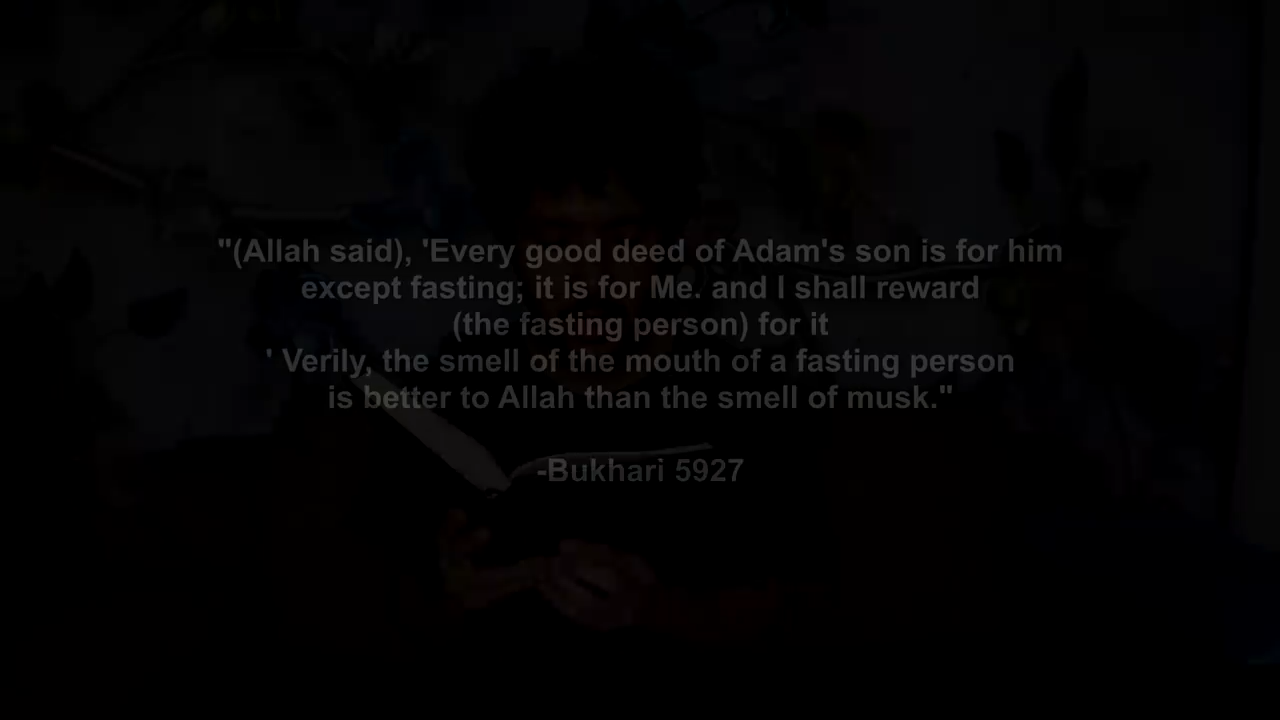 "(Allah said), 'Every good deed of Adam's son is for him
except fasting; it is for Me. and I shall reward
(the fasting person) for it
' Verily, the smell of the mouth of a fasting person
is better to Allah than the smell of musk."
-Bukhari 5927